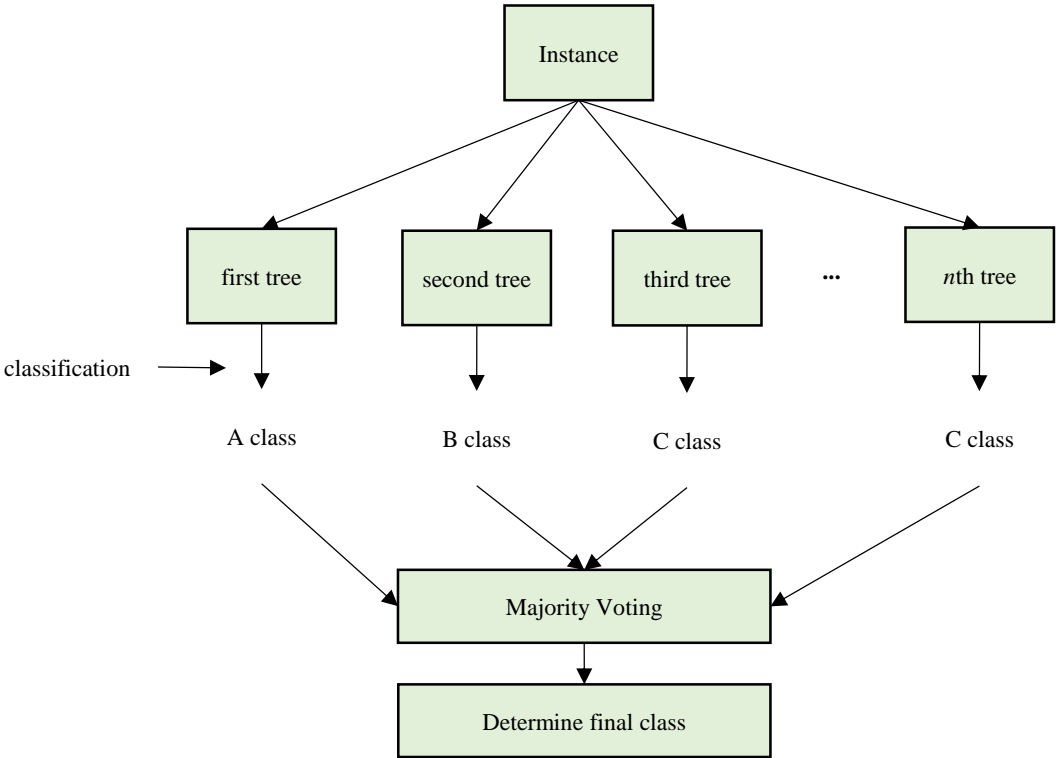 Instance
first tree
second tree
third tree
...
nth tree
classification
A class
B class
C class
C class
Majority Voting
Determine final class